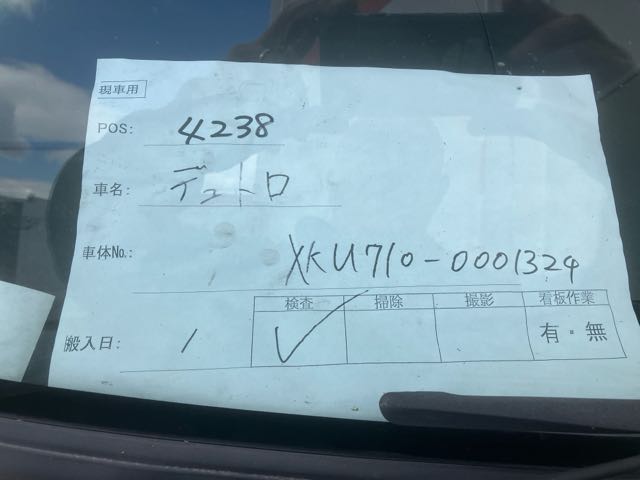 現車用
POS: 4238
車名: デュトロ
車体No.: XKU710-0001324
検査 掃除 撮影 看板作業
搬入日: / ✓ 有・無